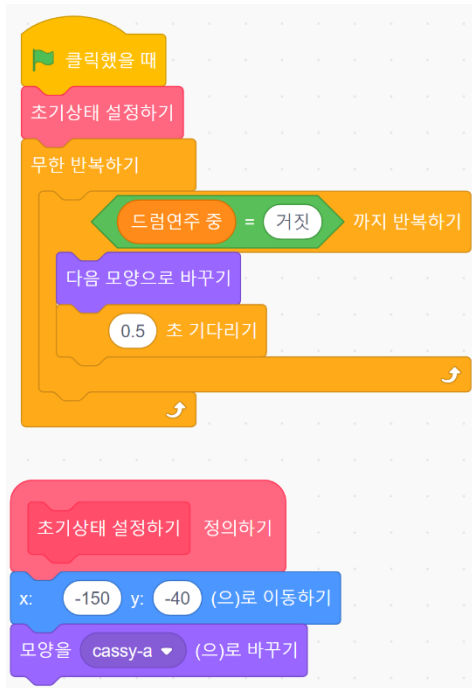 클릭했을 때
초기상태 설정하기
무한 반복하기
드럼연주 중 = 거짓 까지 반복하기
다음 모양으로 바꾸기
0.5 초 기다리기
초기상태 설정하기 정의하기
x: -150 y: -40 (으)로 이동하기
모양을 cassy-a (으)로 바꾸기